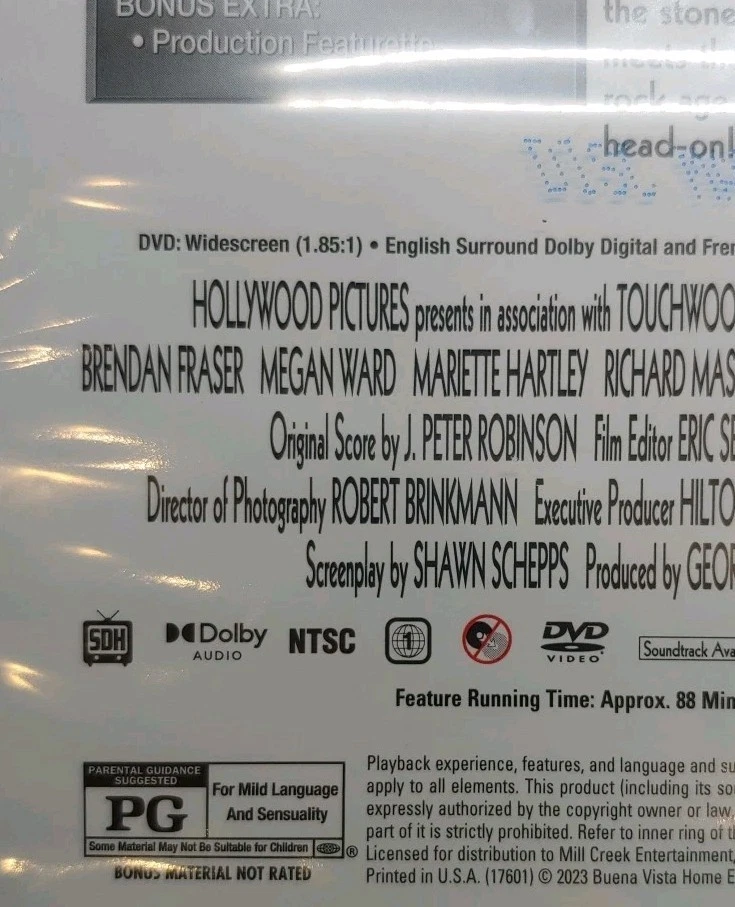 BONUS EXTRA:
• Production Featurette
the stone
meets th
rock age
head-on!
DVD: Widescreen (1.85:1) • English Surround Dolby Digital and Fren
HOLLYWOOD PICTURES presents in association with TOUCHWOO
BRENDAN FRASER MEGAN WARD MARIETTE HARTLEY RICHARD MAS
Original Score by J. PETER ROBINSON Film Editor ERIC SE
Director of Photography ROBERT BRINKMANN Executive Producer HILTO
Screenplay by SHAWN SCHEPPS Produced by GEOR
SDH Dolby AUDIO NTSC 1 DVD VIDEO Soundtrack Ava
Feature Running Time: Approx. 88 Min
PARENTAL GUIDANCE SUGGESTED
PG For Mild Language And Sensuality
Some Material May Not Be Suitable for Children ®
BONUS MATERIAL NOT RATED
Playback experience, features, and language and su
apply to all elements. This product (including its so
expressly authorized by the copyright owner or law,
part of it is strictly prohibited. Refer to inner ring of t
Licensed for distribution to Mill Creek Entertainment,
Printed in U.S.A. (17601) © 2023 Buena Vista Home E